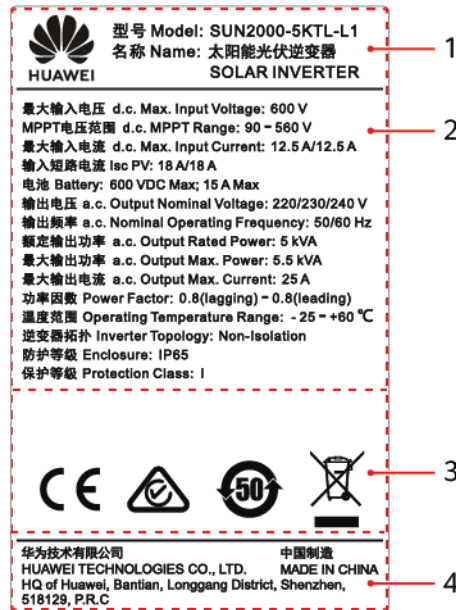 型号 Model: SUN2000-5KTL-L1
名称 Name: 太阳能光伏逆变器
SOLAR INVERTER
HUAWEI
1
最大输入电压 d.c. Max. Input Voltage: 600 V
MPPT电压范围 d.c. MPPT Range: 90 - 560 V
2
最大输入电流 d.c. Max. Input Current: 12.5 A/12.5 A
输入短路电流 Isc PV: 18 A/18 A
电池 Battery: 600 VDC Max; 15 A Max
输出电压 a.c. Output Nominal Voltage: 220/230/240 V
输出频率 a.c. Nominal Operating Frequency: 50/60 Hz
额定输出功率 a.c. Output Rated Power: 5 kVA
最大输出功率 a.c. Output Max. Power: 5.5 kVA
最大输出电流 a.c. Output Max. Current: 25 A
功率因数 Power Factor: 0.8(lagging) - 0.8(leading)
温度范围 Operating Temperature Range: - 25 - +60 ℃
逆变器拓扑 Inverter Topology: Non-Isolation
防护等级 Enclosure: IP65
保护等级 Protection Class: I
CE
50
3
华为技术有限公司 中国制造
HUAWEI TECHNOLOGIES CO., LTD. MADE IN CHINA
HQ of Huawei, Bantian, Longgang District, Shenzhen,
518129, P.R.C
4